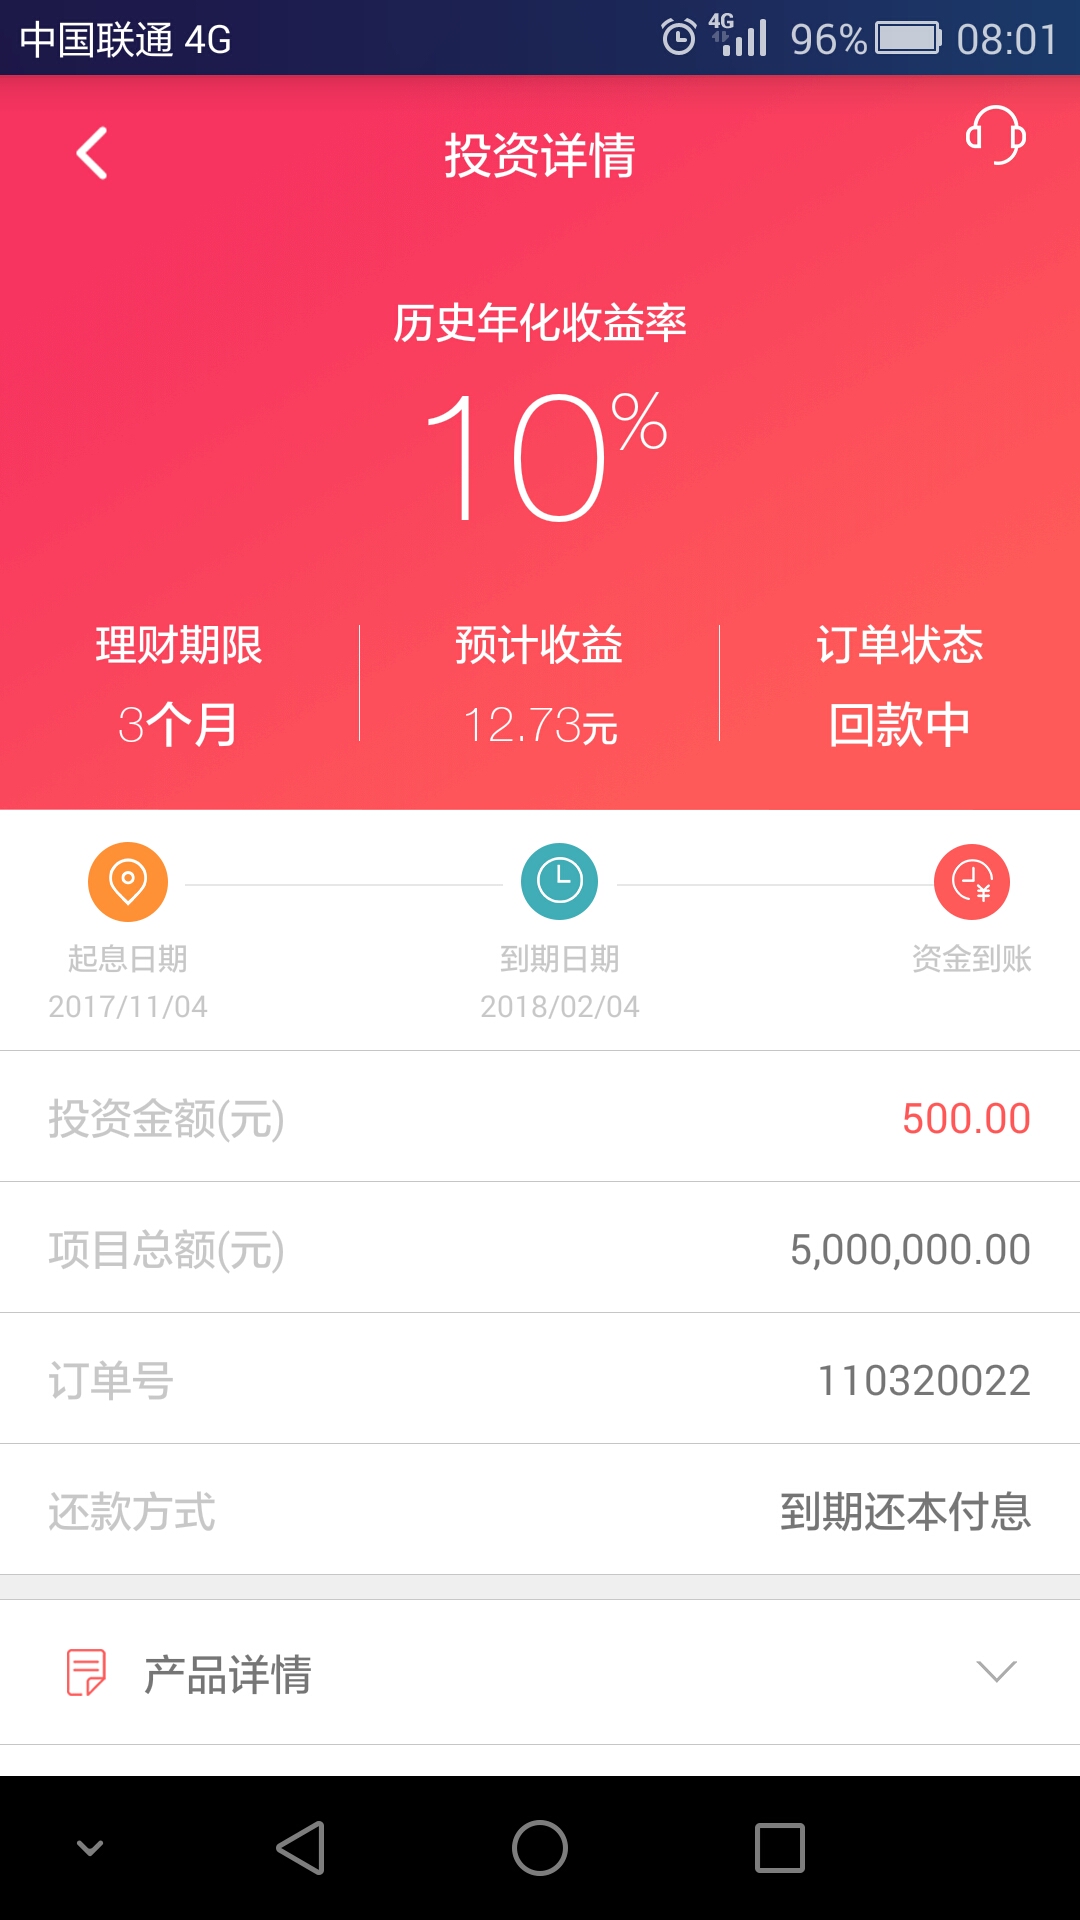 中国联通 4G 4G 96% 08:01
投资详情
历史年化收益率
10%
理财期限 预计收益 订单状态
3个月 12.73元 回款中
起息日期 到期日期 资金到账
2017/11/04 2018/02/04
投资金额(元) 500.00
项目总额(元) 5,000,000.00
订单号 110320022
还款方式 到期还本付息
产品详情